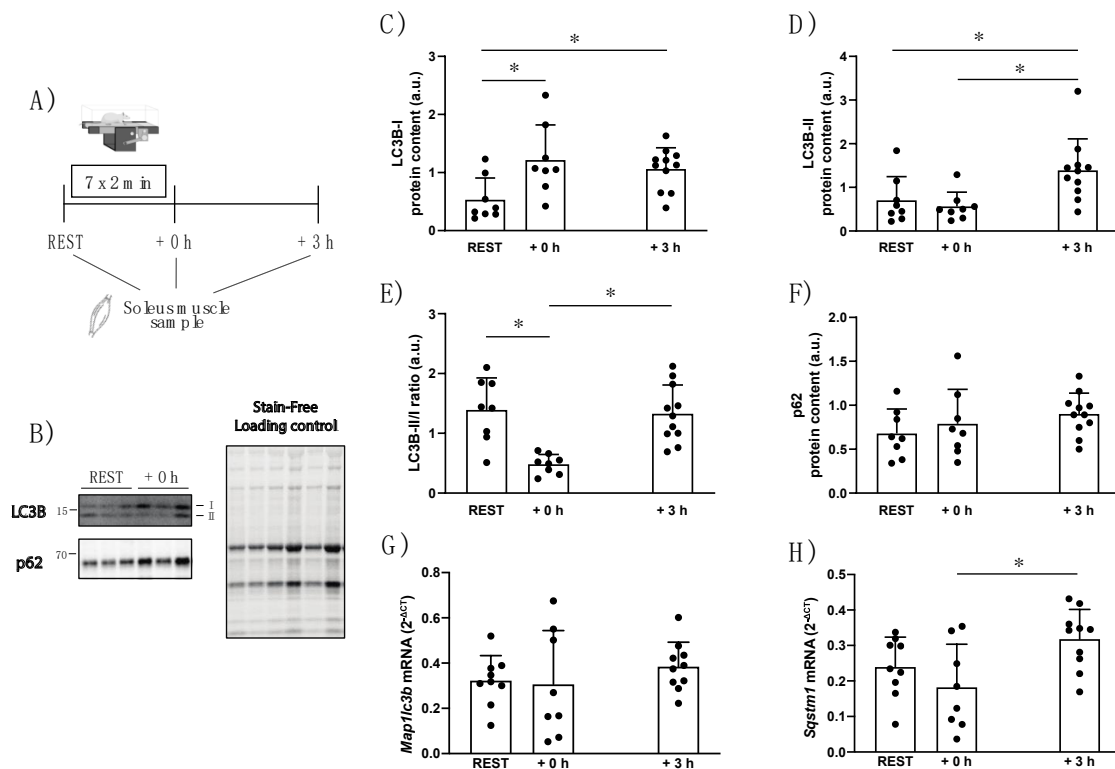 A)
7 x 2 min
REST
+ 0 h
+ 3 h
Soleus muscle
sample
B)
Stain-Free
Loading control
REST
+ 0 h
LC3B
15
I
II
70
p62
C)
LC3B-I
protein content (a.u.)
3
2
1
0
*
*
REST
+ 0 h
+ 3 h
D)
LC3B-II
protein content (a.u.)
4
3
2
1
0
*
*
REST
+ 0 h
+ 3 h
E)
LC3B-II/I ratio (a.u.)
3
2
1
0
*
*
REST
+ 0 h
+ 3 h
F)
p62
protein content (a.u.)
2.0
1.5
1.0
0.5
0.0
REST
+ 0 h
+ 3 h
G)
Map1lc3b mRNA (2-ΔCT)
0.8
0.6
0.4
0.2
0.0
REST
+ 0 h
+ 3 h
H)
Sqstm1 mRNA (2-ΔCT)
0.5
0.4
0.3
0.2
0.1
0.0
*
REST
+ 0 h
+ 3 h